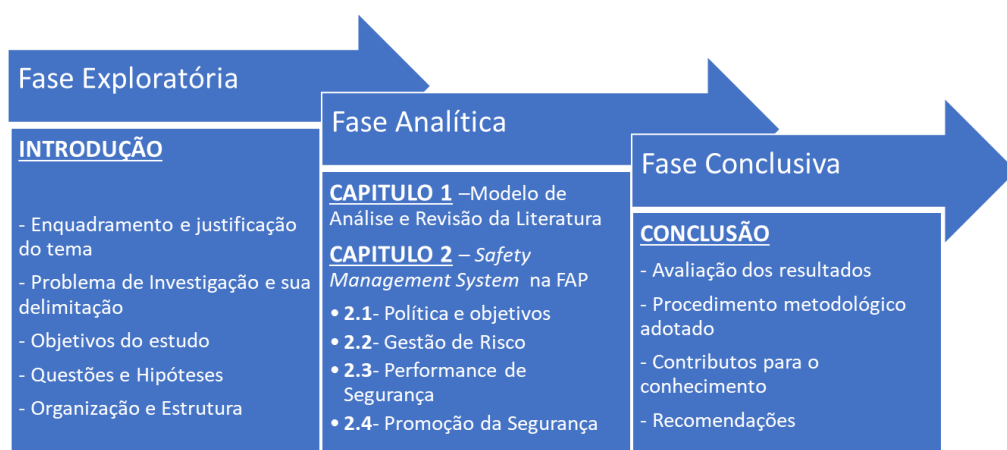 Fase Exploratória
INTRODUÇÃO
- Enquadramento e justificação
do tema
- Problema de Investigação e sua
delimitação
- Objetivos do estudo
- Questões e Hipóteses
- Organização e Estrutura
Fase Analítica
CAPITULO 1 –Modelo de
Análise e Revisão da Literatura
CAPITULO 2 – Safety
Management System na FAP
• 2.1- Política e objetivos
• 2.2- Gestão de Risco
• 2.3- Performance de
Segurança
• 2.4- Promoção da Segurança
Fase Conclusiva
CONCLUSÃO
- Avaliação dos resultados
- Procedimento metodológico
adotado
- Contributos para o
conhecimento
- Recomendações